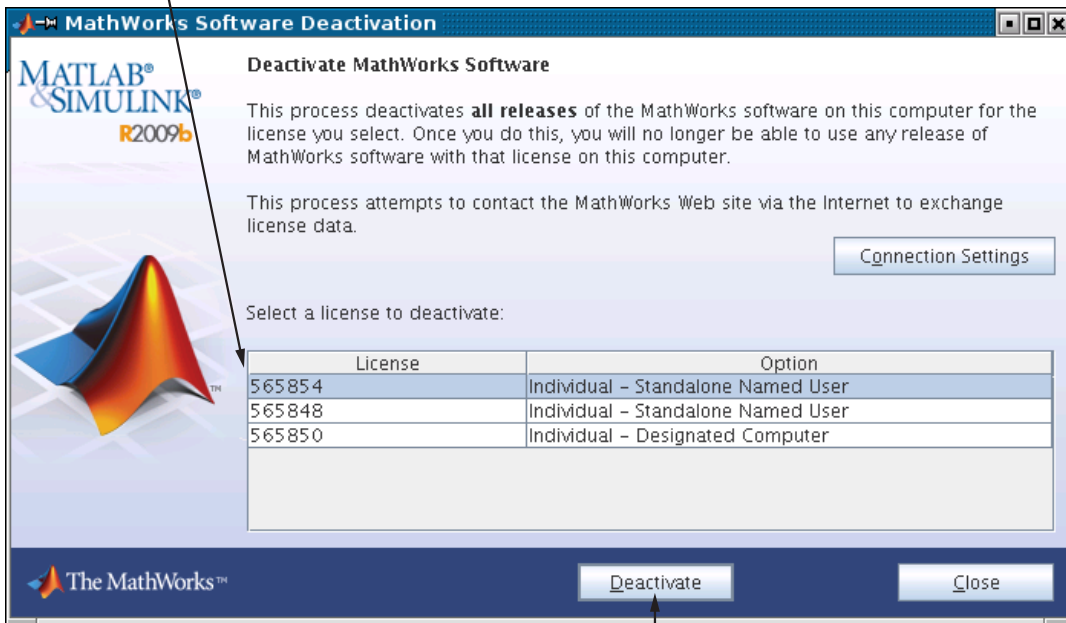 MathWorks Software Deactivation
MATLAB®
&SIMULINK®
R2009b
Deactivate MathWorks Software
This process deactivates all releases of the MathWorks software on this computer for the
license you select. Once you do this, you will no longer be able to use any release of
MathWorks software with that license on this computer.
This process attempts to contact the MathWorks Web site via the Internet to exchange
license data.
Connection Settings
Select a license to deactivate:
License Option
565854 Individual – Standalone Named User
565848 Individual – Standalone Named User
565850 Individual – Designated Computer
TM
The MathWorks™
Deactivate
Close